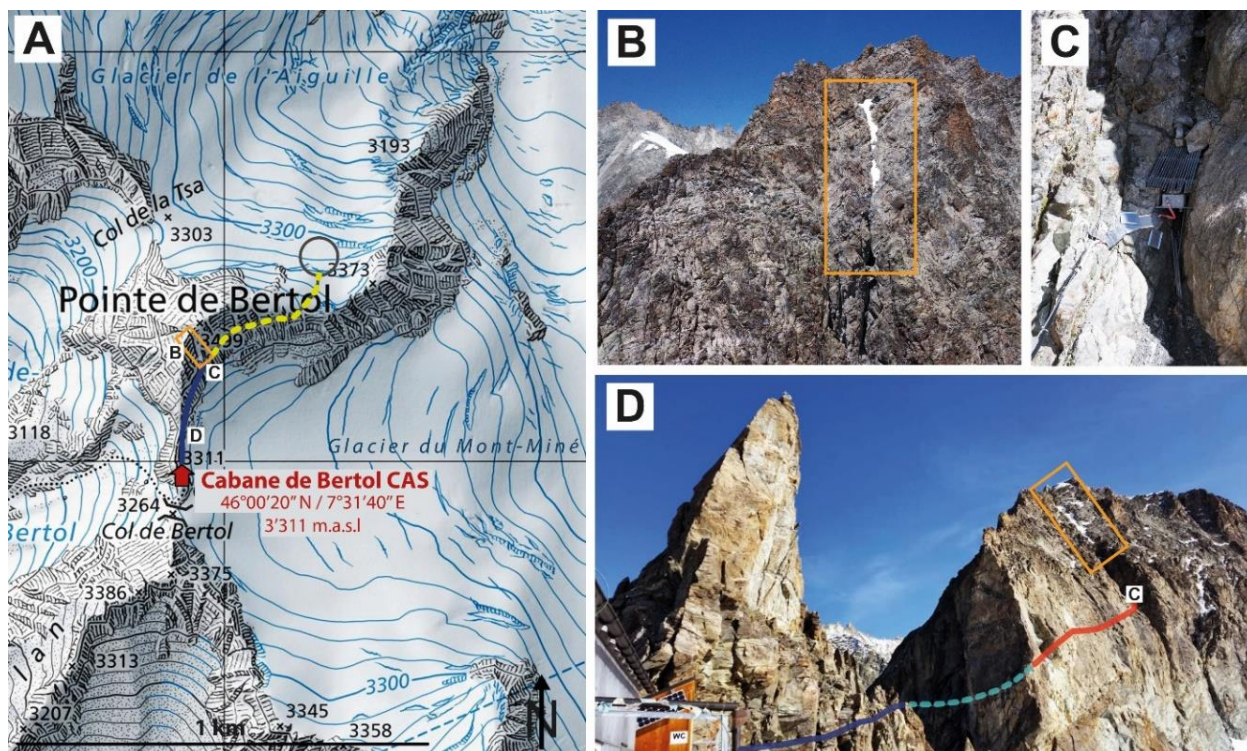 A
Glacier de l'Aiguille
3193
Col de la Tsa
3303
3300
3200
3373
Pointe de Bertol
B
C
3118
D
Glacier du Mont-Miné
3311
Cabane de Bertol CAS
46°00'20" N / 7°31'40" E
3'311 m.a.s.l
3264
Col de Bertol
Bertol
3375
3386
3313
3300
3207
1 km
3345
3358
N
B
C
D
C
WC